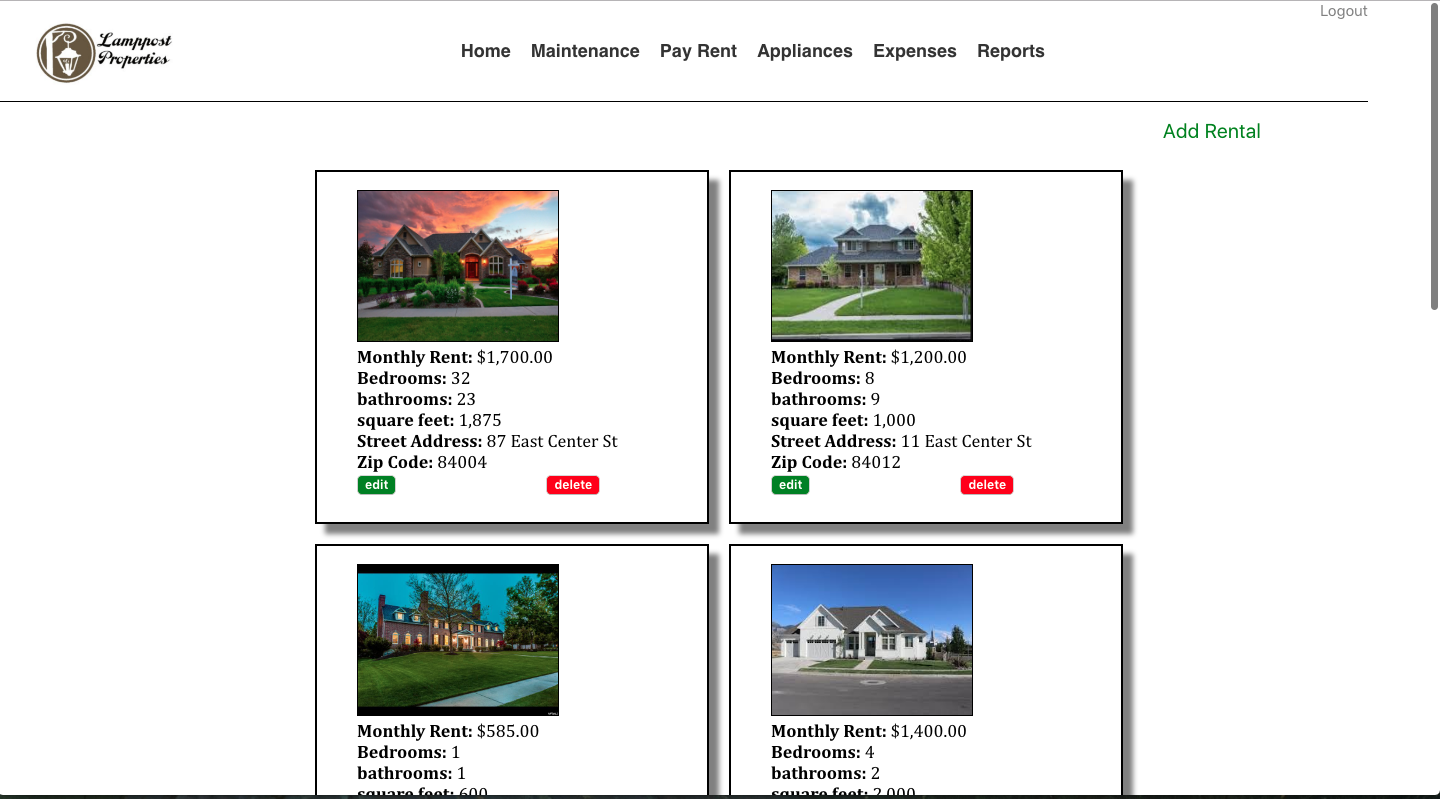 Logout
Lamppost
Properties
Home Maintenance Pay Rent Appliances Expenses Reports
Add Rental
Monthly Rent: $1,700.00
Bedrooms: 32
bathrooms: 23
square feet: 1,875
Street Address: 87 East Center St
Zip Code: 84004
edit delete
Monthly Rent: $1,200.00
Bedrooms: 8
bathrooms: 9
square feet: 1,000
Street Address: 11 East Center St
Zip Code: 84012
edit delete
Monthly Rent: $585.00
Bedrooms: 1
bathrooms: 1
square feet: 600
Monthly Rent: $1,400.00
Bedrooms: 4
bathrooms: 2
square feet: 2,000